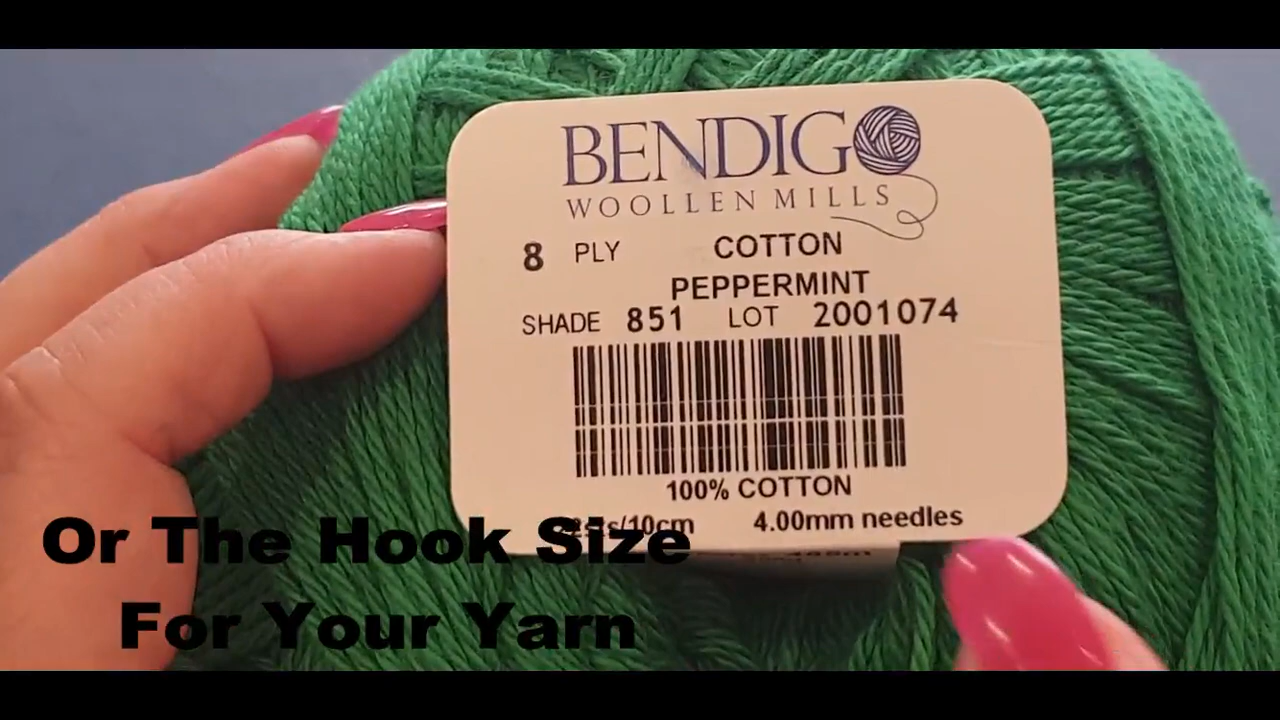 BENDIGO
WOOLLEN MILLS
8 PLY COTTON
PEPPERMINT
SHADE 851 LOT 2001074
100% COTTON
4.00mm needles
Or The Hook Size
For Your Yarn